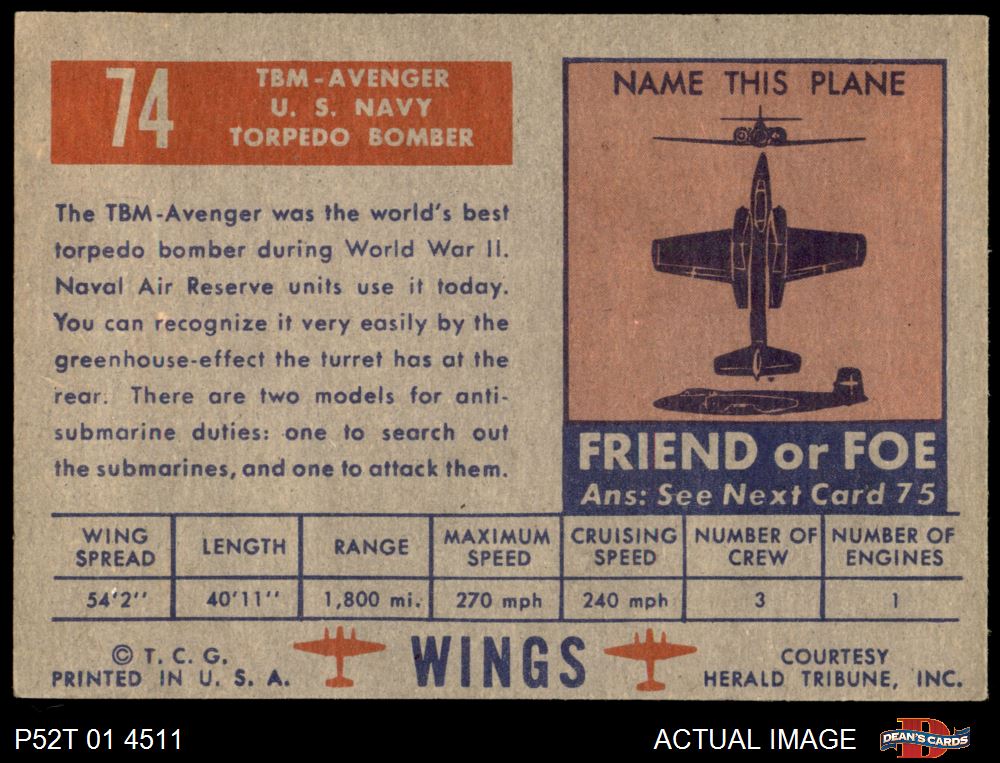 74
TBM-AVENGER
U. S. NAVY
TORPEDO BOMBER
The TBM-Avenger was the world's best
torpedo bomber during World War II.
Naval Air Reserve units use it today.
You can recognize it very easily by the
greenhouse-effect the turret has at the
rear. There are two models for anti-
submarine duties: one to search out
the submarines, and one to attack them.
NAME THIS PLANE
FRIEND or FOE
Ans: See Next Card 75
WING SPREAD LENGTH RANGE MAXIMUM SPEED CRUISING SPEED NUMBER OF CREW NUMBER OF ENGINES
54'2'' 40'11'' 1,800 mi. 270 mph 240 mph 3 1
© T. C. G.
PRINTED IN U. S. A.
WINGS
COURTESY
HERALD TRIBUNE, INC.
P52T 01 4511
ACTUAL IMAGE
D
DEAN'S CARDS